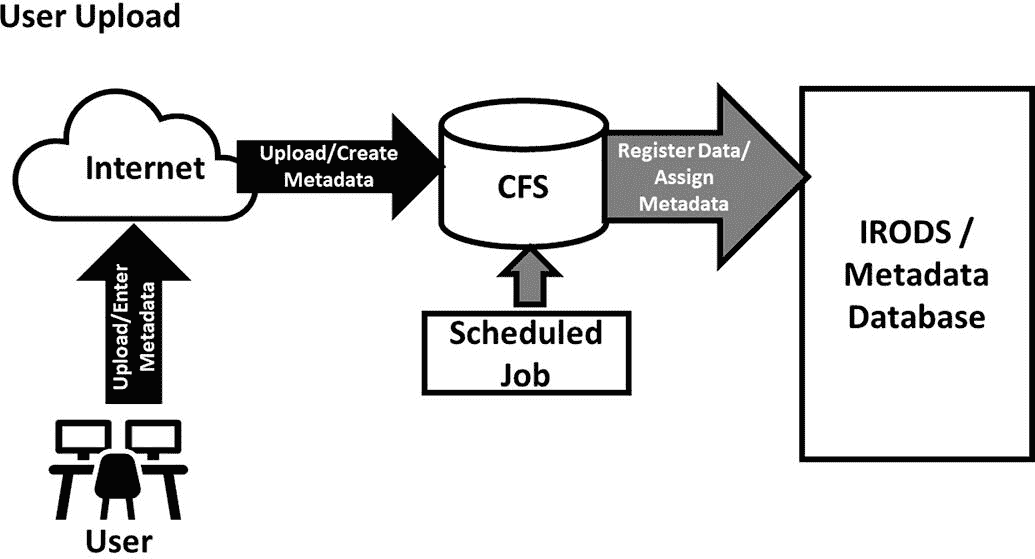 User Upload
Internet
Upload/Create
Metadata
CFS
Register Data/
Assign
Metadata
IRODS /
Metadata
Database
Upload/Enter
Metadata
Scheduled
Job
User